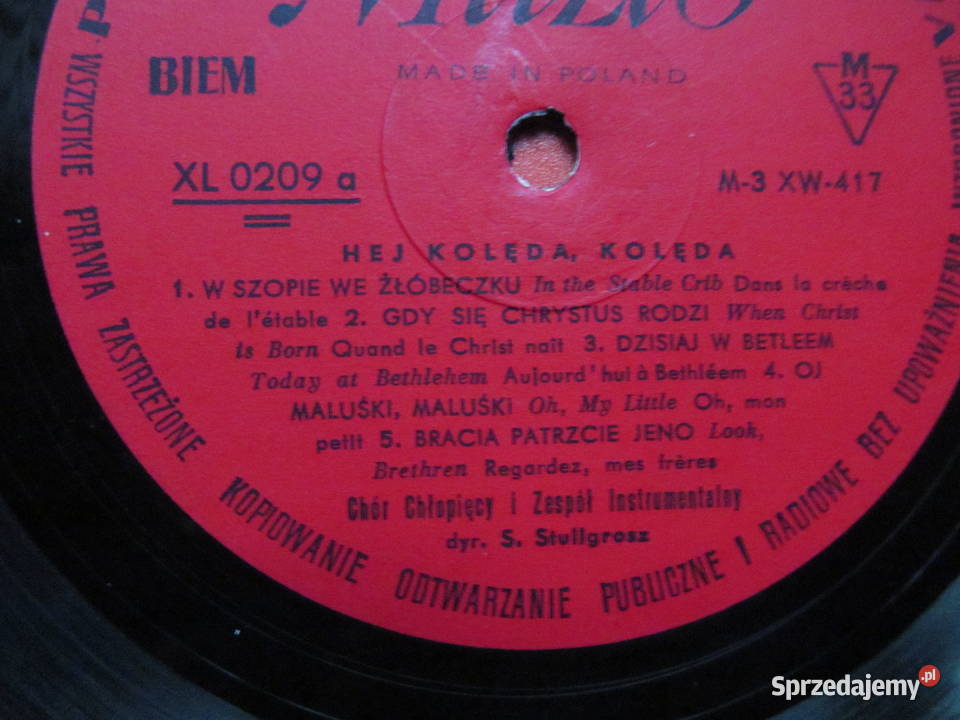 BIEM
MADE IN POLAND
M
33
XL 0209 a
M-3 XW-417
HEJ KOLĘDA, KOLĘDA
1. W SZOPIE WE ŻŁÓBECZKU In the Stable Crib Dans la crèche
de l'étable 2. GDY SIĘ CHRYSTUS RODZI When Christ
is Born Quand le Christ naît 3. DZISIAJ W BETLEEM
Today at Bethlehem Aujourd'hui à Bethléem 4. OJ
MALUŚKI, MALUŚKI Oh, My Little Oh, mon
petit 5. BRACIA PATRZCIE JENO Look,
Brethren Regardez, mes frères
Chór Chłopięcy i Zespół Instrumentalny
dyr. S. Stuligrosz
WSZYSTKIE PRAWA ZASTRZEŻONE KOPIOWANIE ODTWARZANIE PUBLICZNE I RADIOWE BEZ UPOWAŻNIENIA
Sprzedajemy.pl